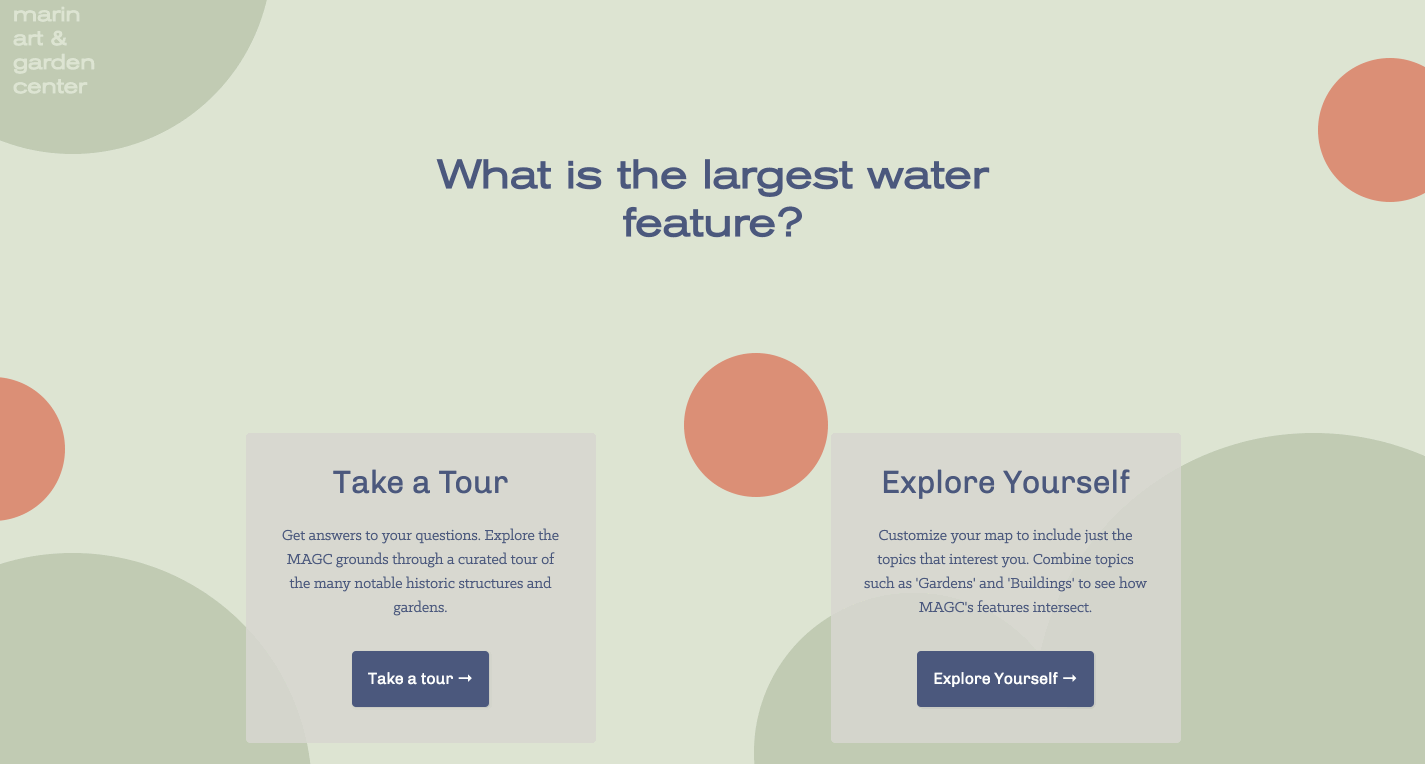 marin
art &
garden
center
What is the largest water
feature?
Take a Tour
Get answers to your questions. Explore the
MAGC grounds through a curated tour of
the many notable historic structures and
gardens.
Take a tour →
Explore Yourself
Customize your map to include just the
topics that interest you. Combine topics
such as 'Gardens' and 'Buildings' to see how
MAGC's features intersect.
Explore Yourself →